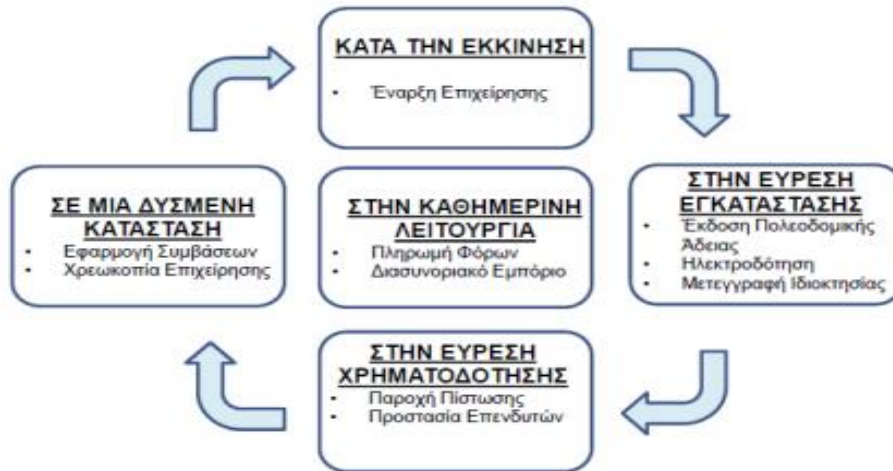 ΚΑΤΑ ΤΗΝ ΕΚΚΙΝΗΣΗ
• Έναρξη Επιχείρησης
ΣΕ ΜΙΑ ΔΥΣΜΕΝΗ
ΚΑΤΑΣΤΑΣΗ
• Εφαρμογή Συμβάσεων
• Χρεωκοπία Επιχείρησης
ΣΤΗΝ ΚΑΘΗΜΕΡΙΝΗ
ΛΕΙΤΟΥΡΓΙΑ
• Πληρωμή Φόρων
• Διασυνοριακό Εμπόριο
ΣΤΗΝ ΕΥΡΕΣΗ
ΕΓΚΑΤΑΣΤΑΣΗΣ
• Έκδοση Πολεοδομικής
Άδειας
• Ηλεκτροδότηση
• Μετεγγραφή Ιδιοκτησίας
ΣΤΗΝ ΕΥΡΕΣΗ
ΧΡΗΜΑΤΟΔΟΤΗΣΗΣ
• Παροχή Πίστωσης
• Προστασία Επενδυτών